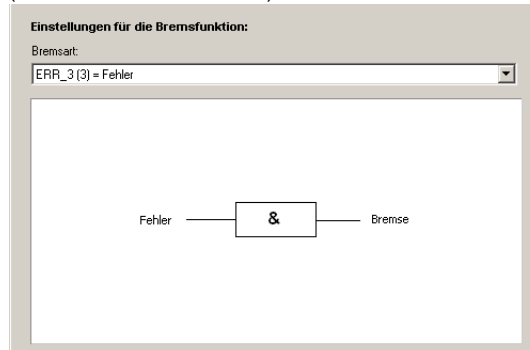 Einstellungen für die Bremsfunktion:
Bremsart:
ERR_3 (3) = Fehler
Fehler & Bremse